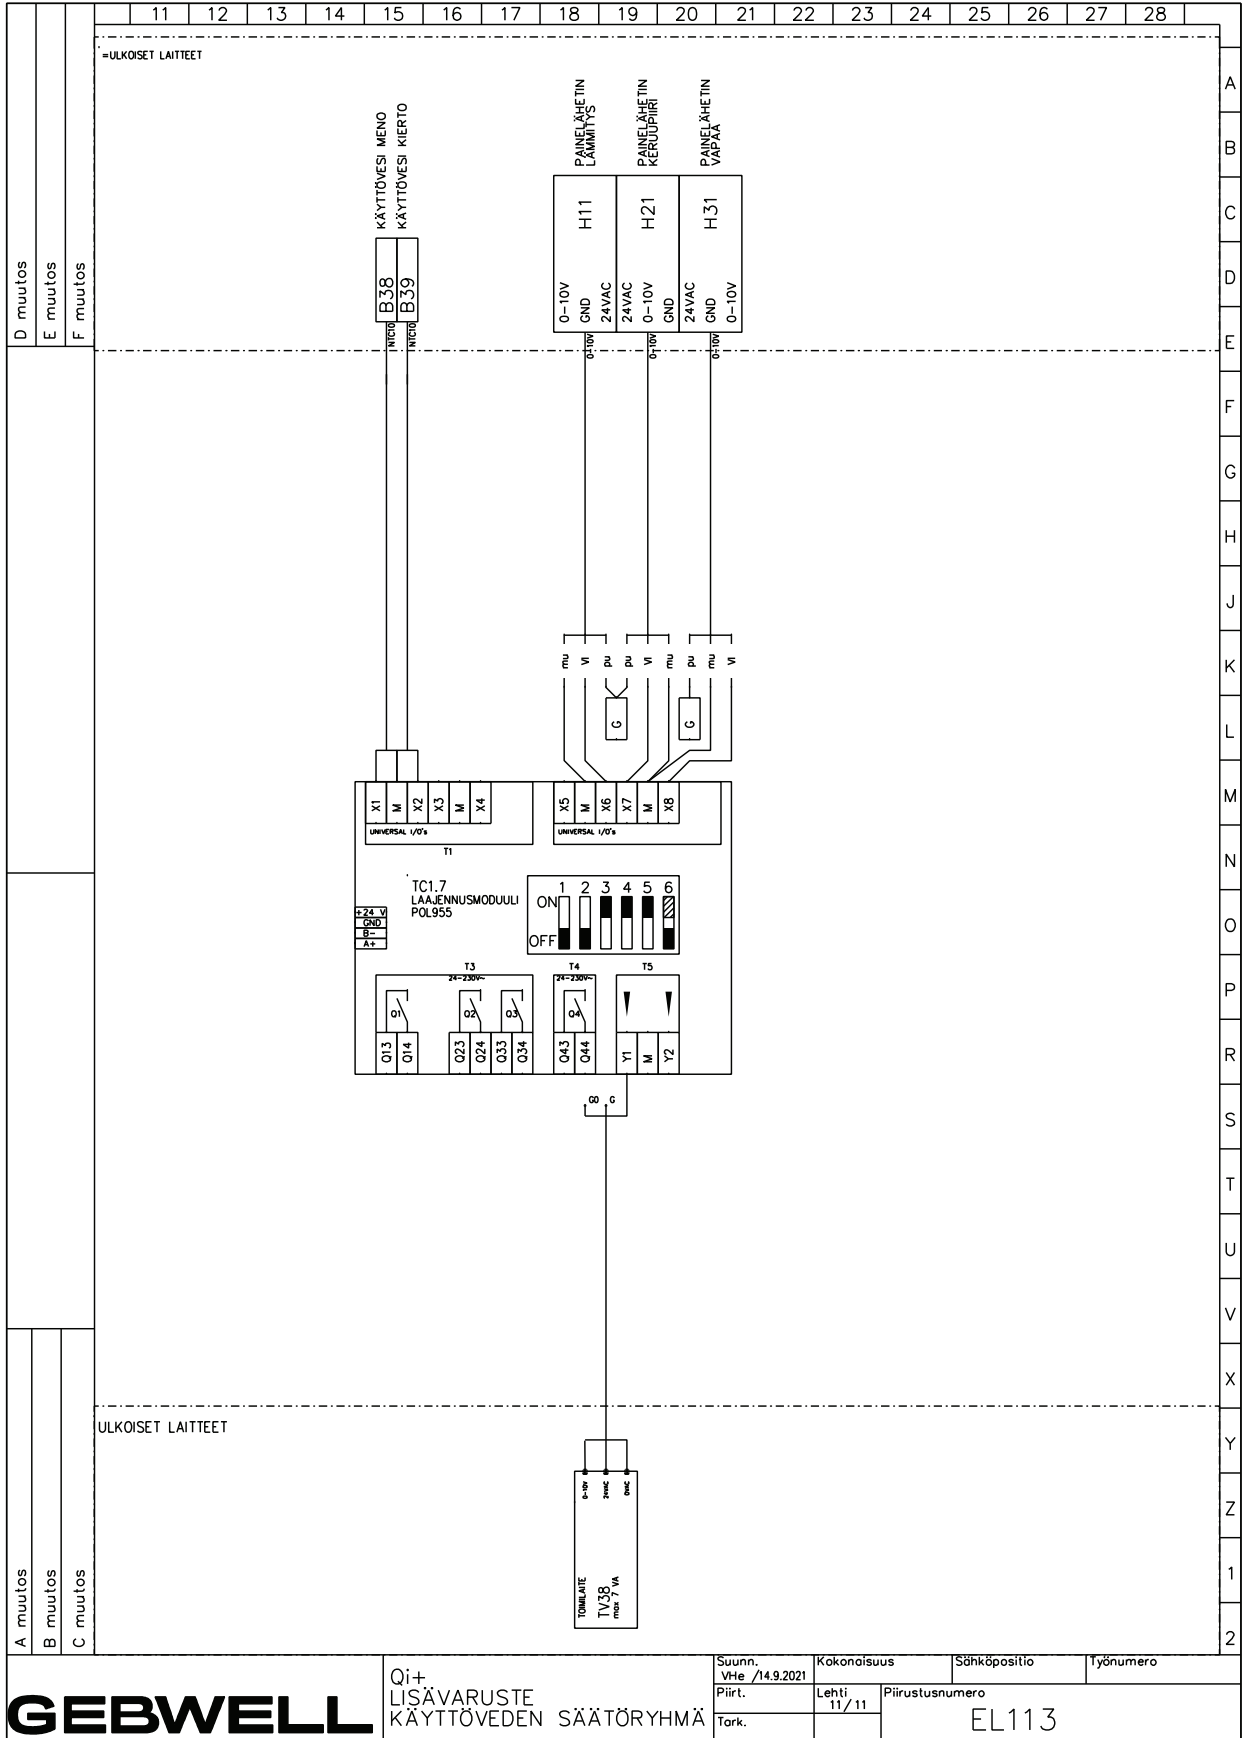 11 12 13 14 15 16 17 18 19 20 21 22 23 24 25 26 27 28
=ULKOISET LAITTEET
A
B
C
D
E
F
G
H
J
K
L
M
N
O
P
R
S
T
U
V
X
Y
Z
1
2
D muutos
E muutos
F muutos
KÄYTTÖVESI MENO
KÄYTTÖVESI KIERTO
B38
B39
NTC10
NTC10
PAINELÄHETIN
LÄMMITYS
PAINELÄHETIN
KERUUPIIRI
PAINELÄHETIN
VAPAA
H11
H21
H31
0-10V
GND
24VAC
24VAC
0-10V
GND
24VAC
GND
0-10V
0-10V
0-10V
0-10V
mu
VI
pu
pu
VI
mu
pu
mu
VI
G
G
X1
M
X2
X3
M
X4
X5
M
X6
X7
M
X8
UNIVERSAL I/O's
UNIVERSAL I/O's
T1
TC1.7
LAAJENNUSMODUULI
POL955
+24 V
GND
B-
A+
1 2 3 4 5 6
ON
OFF
T3
24-230V~
T4
24-230V~
T5
Q1
Q2
Q3
Q4
Q13
Q14
Q23
Q24
Q33
Q34
Q43
Q44
Y1
M
Y2
G0 G
ULKOISET LAITTEET
0-10V
24VAC
0VAC
TOIMILAITE
TV38
max 7 VA
A muutos
B muutos
C muutos
GEBWELL
Qi+
LISÄVARUSTE
KÄYTTÖVEDEN SÄÄTÖRYHMÄ
Suunn.
VHe /14.9.2021
Kokonaisuus
Sähköpositio
Työnumero
Piirt.
Lehti
11/11
Piirustusnumero
EL113
Tark.